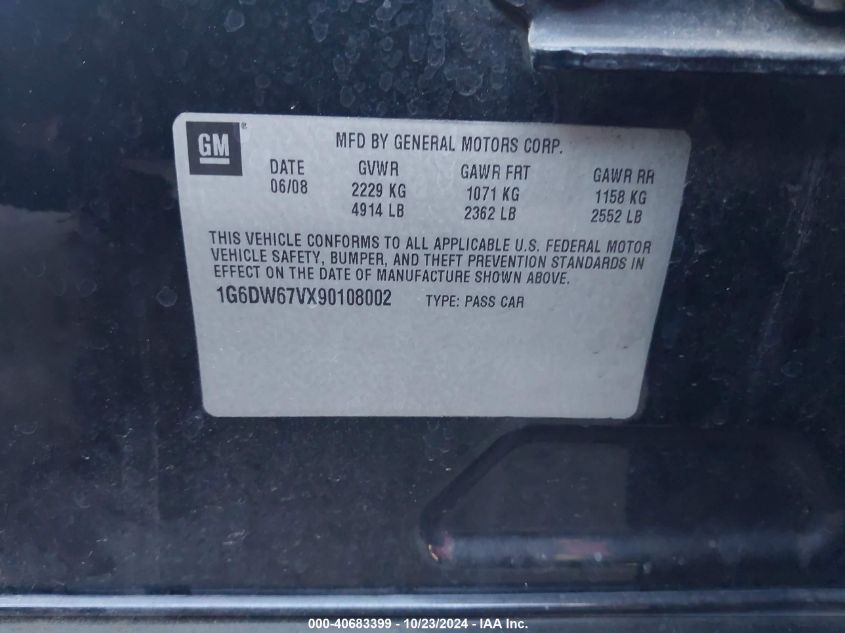 GM®
MFD BY GENERAL MOTORS CORP.
DATE GVWR GAWR FRT GAWR RR
06/08 2229 KG 1071 KG 1158 KG
4914 LB 2362 LB 2552 LB
THIS VEHICLE CONFORMS TO ALL APPLICABLE U.S. FEDERAL MOTOR
VEHICLE SAFETY, BUMPER, AND THEFT PREVENTION STANDARDS IN
EFFECT ON THE DATE OF MANUFACTURE SHOWN ABOVE.
1G6DW67VX90108002 TYPE: PASS CAR
000-40683399 - 10/23/2024 - IAA Inc.